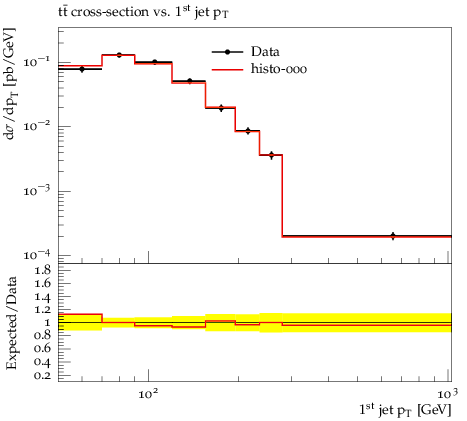 tt̄ cross-section vs. 1st jet pT
dσ/dpT [pb/GeV]
10⁻¹
10⁻²
10⁻³
10⁻⁴
Data
histo-000
Expected/Data
1.8
1.6
1.4
1.2
1
0.8
0.6
0.4
0.2
10²
10³
1st jet pT [GeV]